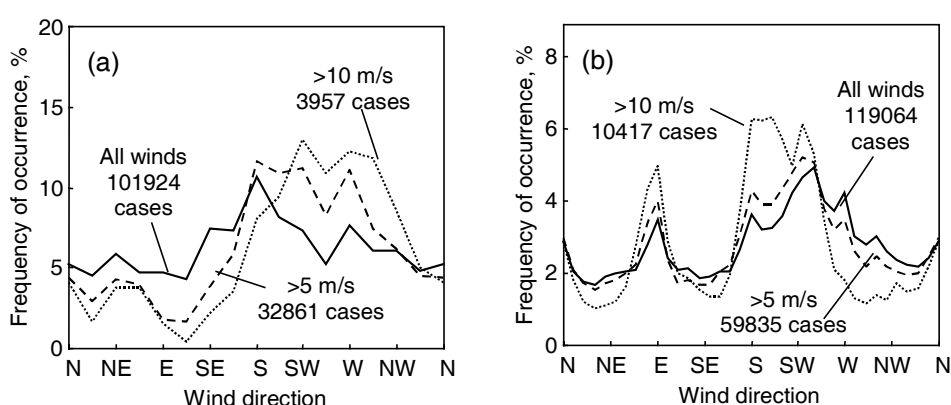 20
15
10
5
0
Frequency of occurrence, %
(a)
>10 m/s
3957 cases
All winds
101924
cases
>5 m/s
32861 cases
N NE E SE S SW W NW N
Wind direction
8
6
4
2
0
Frequency of occurrence, %
(b)
>10 m/s
10417 cases
All winds
119064
cases
>5 m/s
59835 cases
N NE E SE S SW W NW N
Wind direction